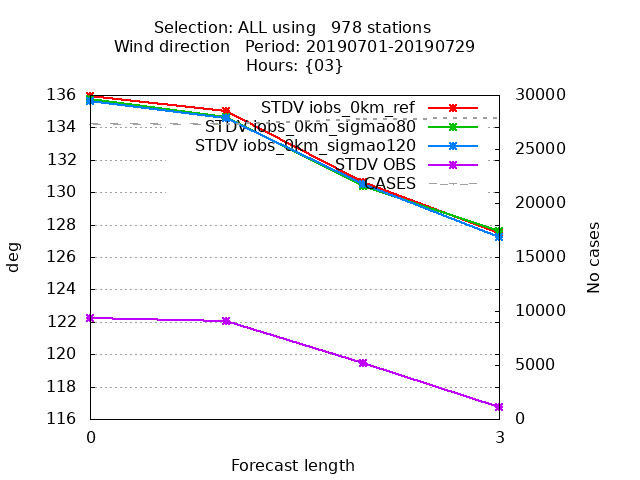 Selection: ALL using   978 stations
Wind direction   Period: 20190701-20190729
Hours: {03}
STDV iobs_0km_ref
STDV iobs_0km_sigmao80
STDV iobs_0km_sigmao120
STDV OBS
CASES
136
134
132
130
128
126
124
122
120
118
116
deg
30000
25000
20000
15000
10000
5000
0
No cases
0
3
Forecast length